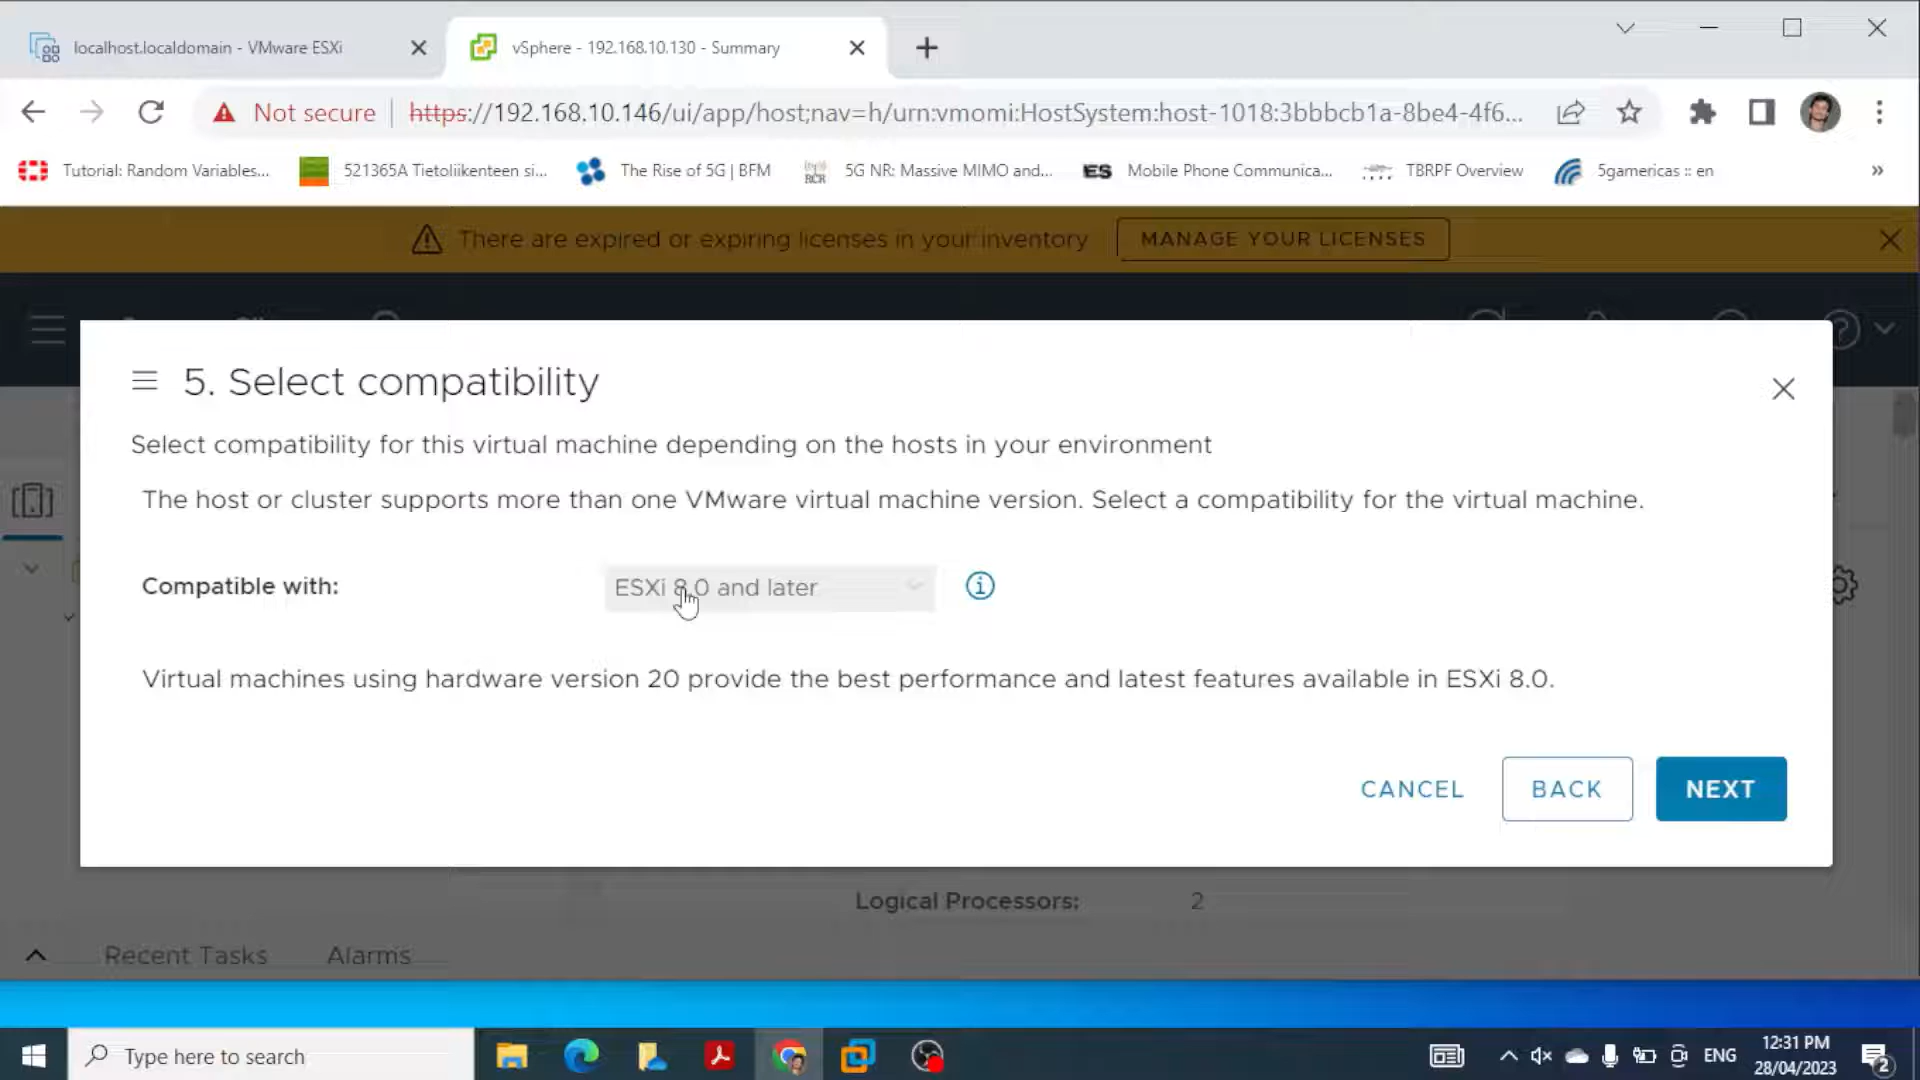 localhost.localdomain - VMware ESXi
vSphere - 192.168.10.130 - Summary
Not secure
https://192.168.10.146/ui/app/host;nav=h/urn:vmomi:HostSystem:host-1018:3bbbcb1a-8be4-4f6...
Tutorial: Random Variables...
521365A Tietoliikenteen si...
The Rise of 5G | BFM
RCR
5G NR: Massive MIMO and...
ES
Mobile Phone Communica...
TBRPF Overview
5gamericas :: en
»
There are expired or expiring licenses in your inventory
MANAGE YOUR LICENSES
5. Select compatibility
Select compatibility for this virtual machine depending on the hosts in your environment
The host or cluster supports more than one VMware virtual machine version. Select a compatibility for the virtual machine.
Compatible with:
ESXi 8.0 and later
Virtual machines using hardware version 20 provide the best performance and latest features available in ESXi 8.0.
CANCEL
BACK
NEXT
Logical Processors:
2
Recent Tasks
Alarms
Type here to search
ENG
12:31 PM
28/04/2023
2